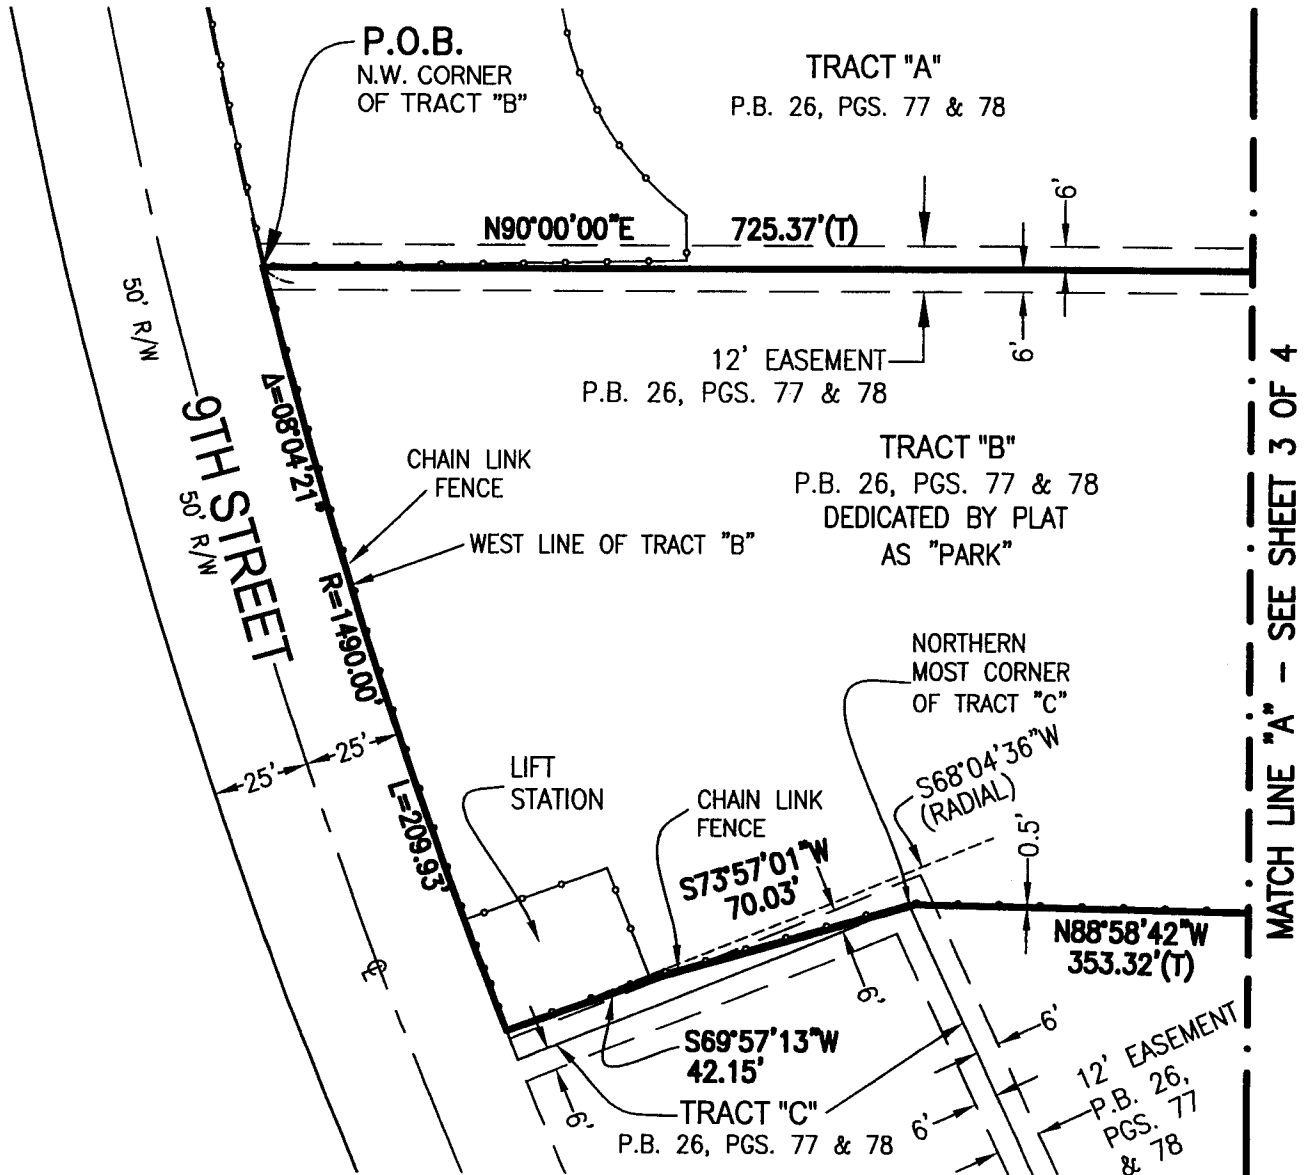 P.O.B.
N.W. CORNER
OF TRACT "B"
TRACT "A"
P.B. 26, PGS. 77 & 78
6'
N90°00'00"E 725.37'(T)
50' R/W
6'
12' EASEMENT
P.B. 26, PGS. 77 & 78
Δ=08°04'21"
9TH STREET
50' R/W
CHAIN LINK
FENCE
TRACT "B"
P.B. 26, PGS. 77 & 78
DEDICATED BY PLAT
AS "PARK"
WEST LINE OF TRACT "B"
R=1490.00'
MATCH LINE "A" - SEE SHEET 3 OF 4
NORTHERN
MOST CORNER
OF TRACT "C"
25'
25'
L=209.93'
LIFT
STATION
CHAIN LINK
FENCE
S68°04'36"W
(RADIAL)
0.5'
S73°57'01"W
70.03'
N88°58'42"W
353.32'(T)
℄
6'
S69°57'13"W
42.15'
6'
6'
TRACT "C"
P.B. 26, PGS. 77 & 78
6'
12' EASEMENT
P.B. 26,
PGS. 77
& 78